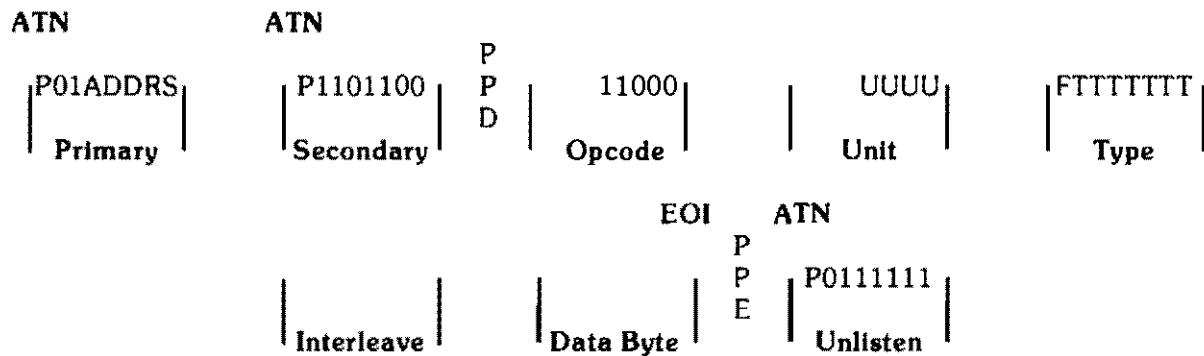 ATN ATN
P
P01ADDRS P1101100 P 11000 UUUU FTTTTTTT
D
Primary Secondary Opcode Unit Type
EOI ATN
P
P P0111111
E
Interleave Data Byte Unlisten